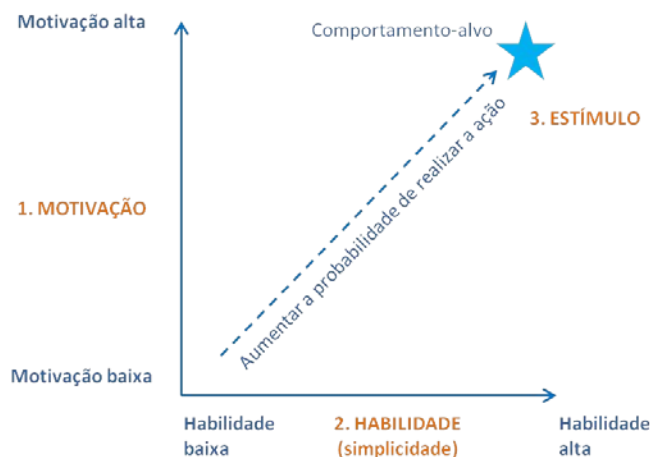 Motivação alta
Comportamento-alvo
3. ESTÍMULO
1. MOTIVAÇÃO
Aumentar a probabilidade de realizar a ação
Motivação baixa
Habilidade
baixa
2. HABILIDADE
(simplicidade)
Habilidade
alta